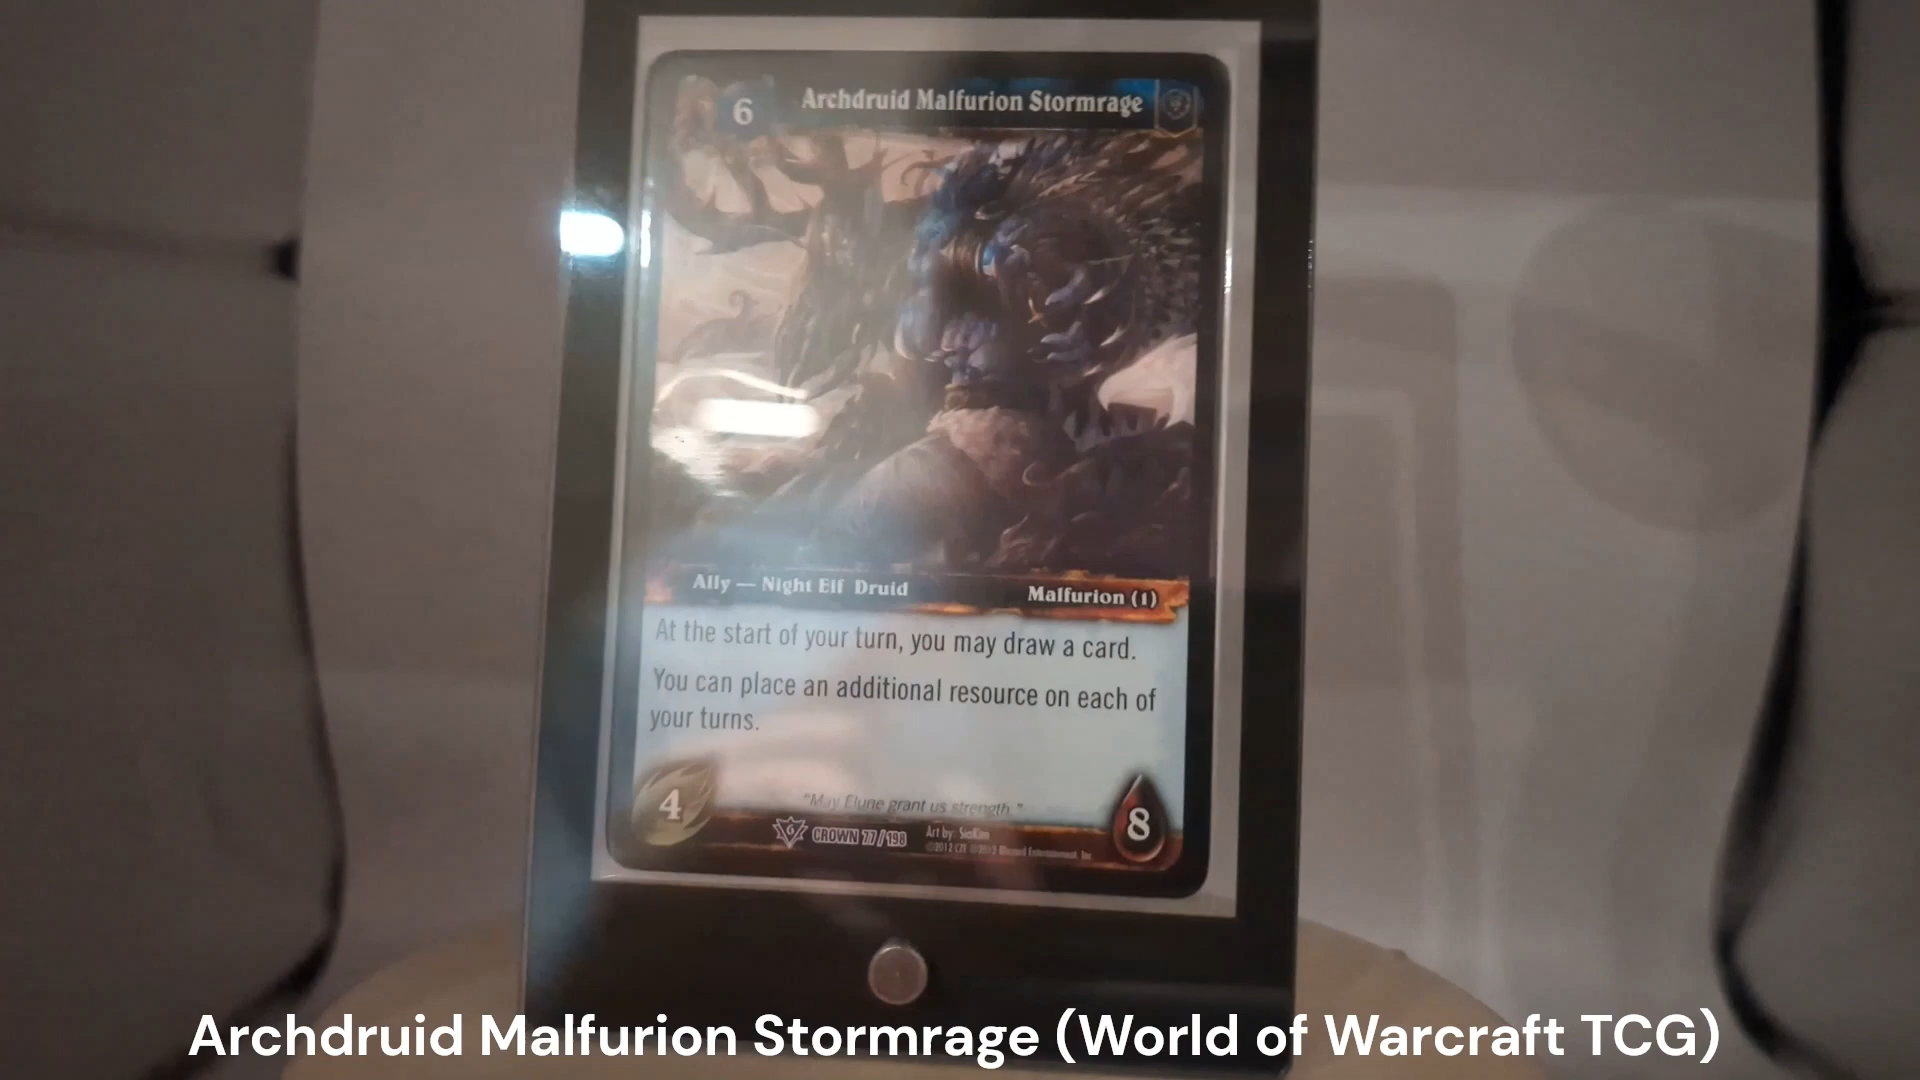 6
Archdruid Malfurion Stormrage
Ally — Night Elf Druid
Malfurion (1)
At the start of your turn, you may draw a card.
You can place an additional resource on each of
your turns.
"May Elune grant us strength."
4
CROWN 77/198
Art by
8
Archdruid Malfurion Stormrage (World of Warcraft TCG)